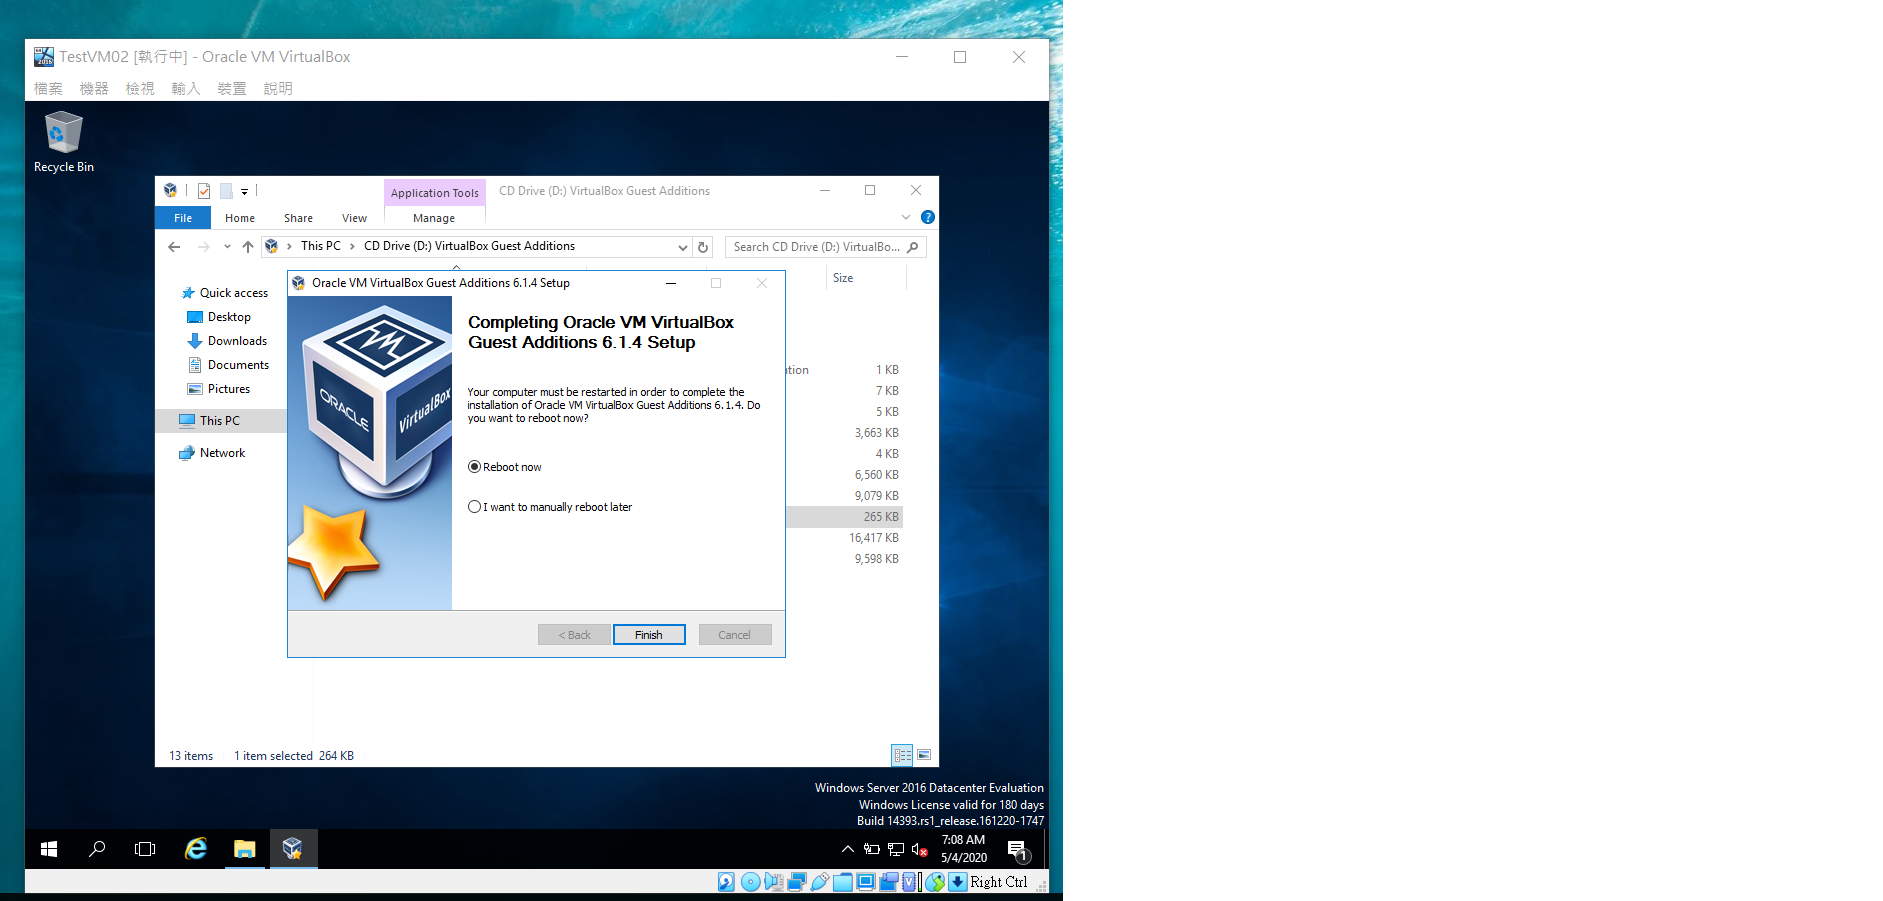 TestVM02 [執行中] - Oracle VM VirtualBox
檔案 機器 檢視 輸入 裝置 說明
Recycle Bin
Application Tools CD Drive (D:) VirtualBox Guest Additions
File Home Share View Manage
This PC > CD Drive (D:) VirtualBox Guest Additions
Search CD Drive (D:) VirtualBo...
Size
Quick access
Desktop
Downloads
Documents
Pictures
This PC
Network
1 KB
7 KB
5 KB
3,663 KB
4 KB
6,560 KB
9,079 KB
265 KB
16,417 KB
9,598 KB
Oracle VM VirtualBox Guest Additions 6.1.4 Setup
ORACLE
VirtualBox
Completing Oracle VM VirtualBox
Guest Additions 6.1.4 Setup
Your computer must be restarted in order to complete the
installation of Oracle VM VirtualBox Guest Additions 6.1.4. Do
you want to reboot now?
Reboot now
I want to manually reboot later
< Back Finish Cancel
13 items 1 item selected 264 KB
Windows Server 2016 Datacenter Evaluation
Windows License valid for 180 days
Build 14393.rs1_release.161220-1747
7:08 AM
5/4/2020
1
Right Ctrl